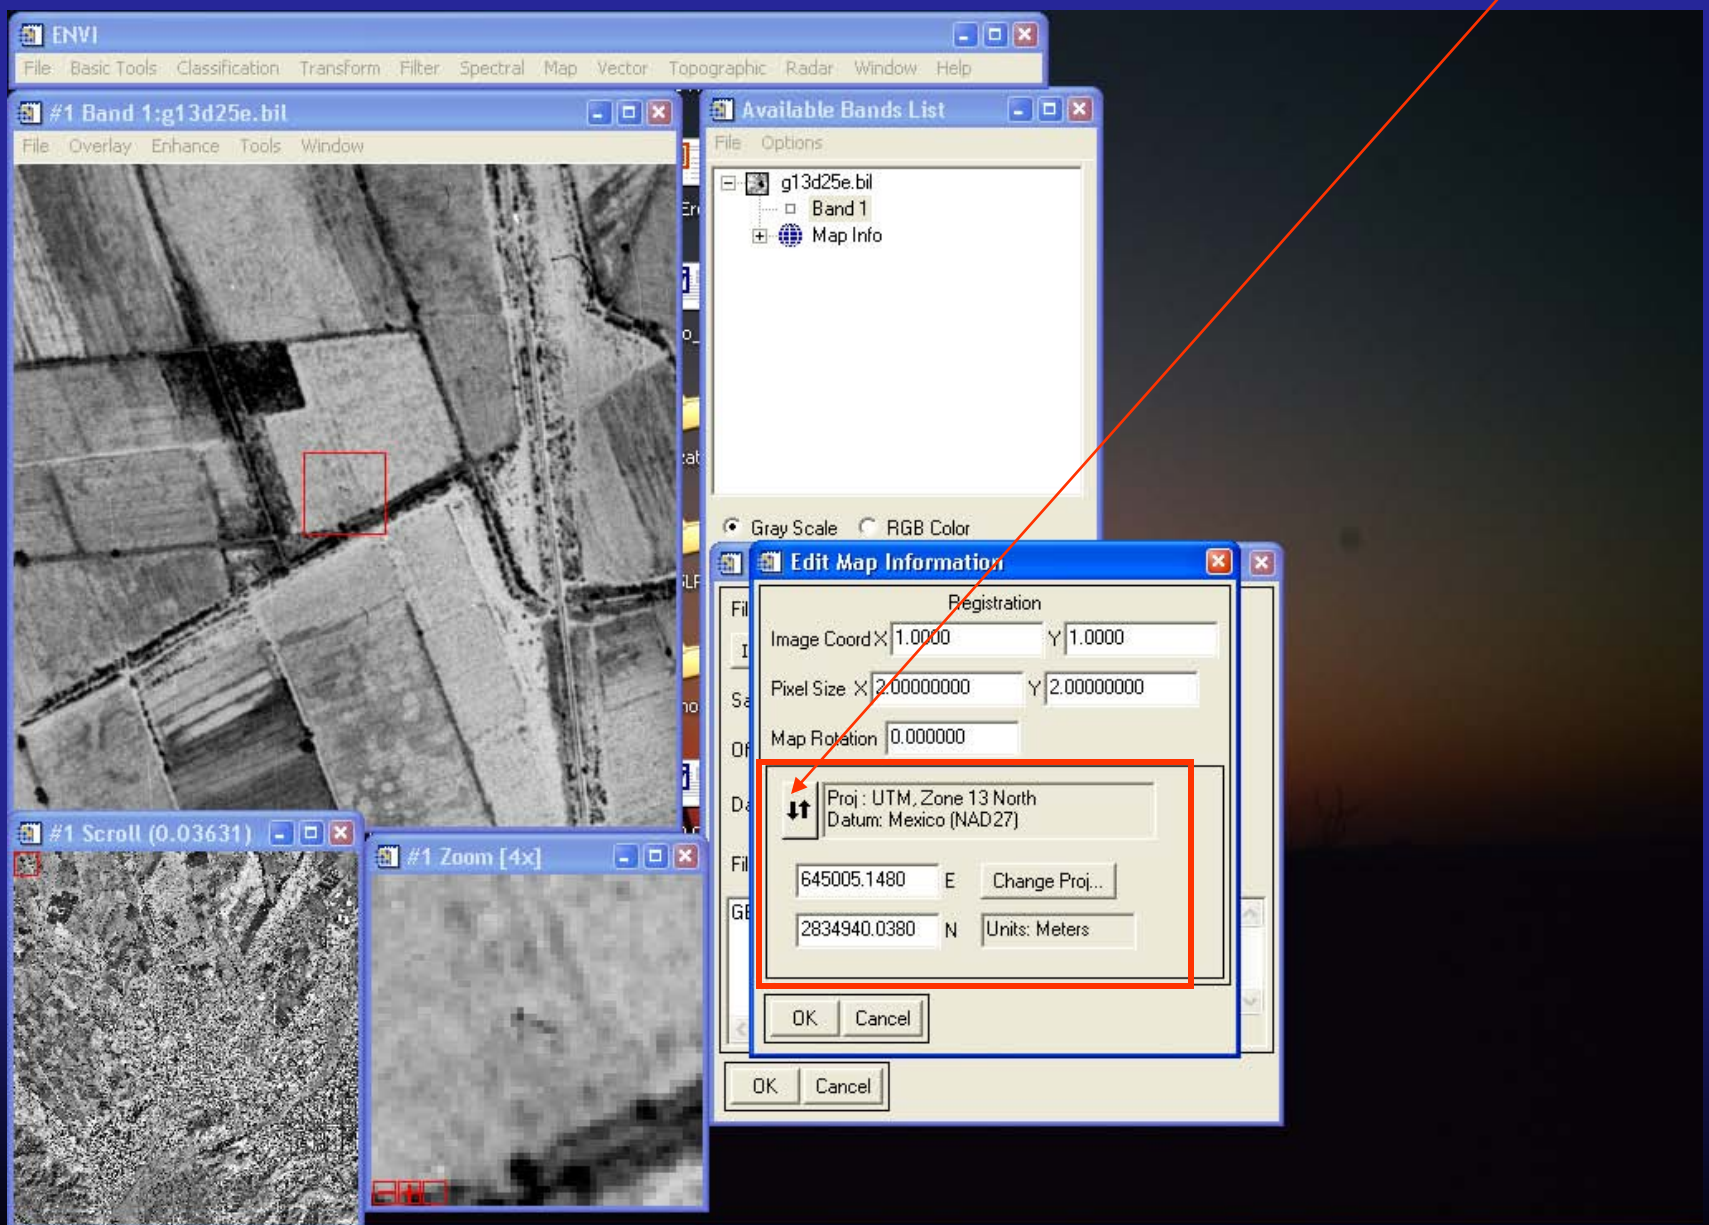 ENVI
File Basic Tools Classification Transform Filter Spectral Map Vector Topographic Radar Window Help
#1 Band 1:g13d25e.bil
File Overlay Enhance Tools Window
Available Bands List
File Options
g13d25e.bil
Band 1
Map Info
Gray Scale RGB Color
Edit Map Information
Registration
Image Coord X 1.0000 Y 1.0000
Pixel Size X 2.00000000 Y 2.00000000
Map Rotation 0.000000
Proj : UTM, Zone 13 North
Datum: Mexico (NAD27)
645005.1480 E Change Proj...
2834940.0380 N Units: Meters
OK Cancel
OK Cancel
#1 Scroll (0.03631)
#1 Zoom [4x]